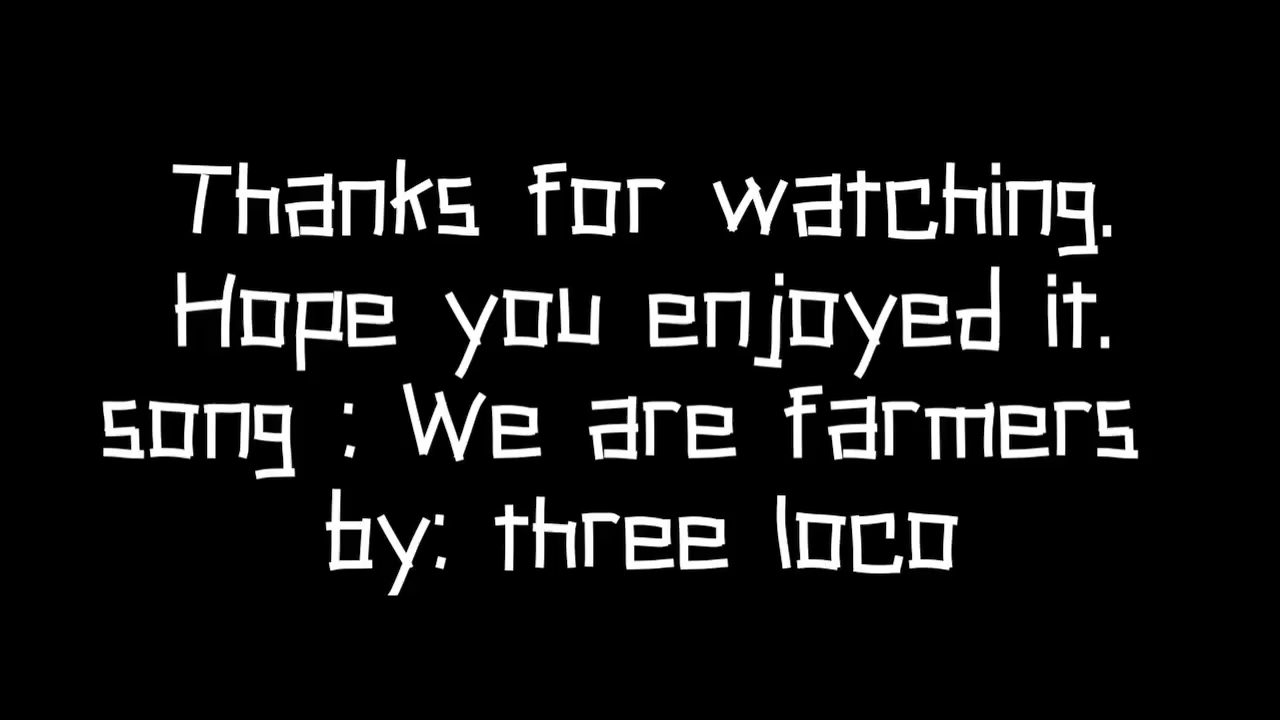 Thanks for watching.
Hope you enjoyed it.
song : We are farmers
by: three loco